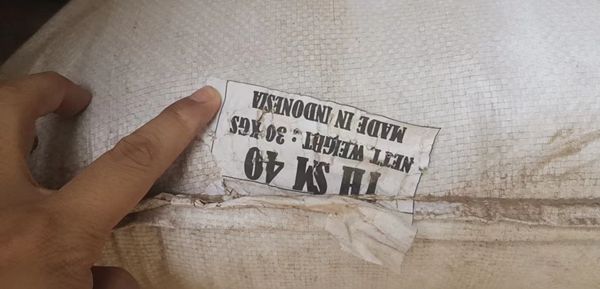 TH SM 40
NETT WEIGHT : 30 KGS
MADE IN INDONESIA